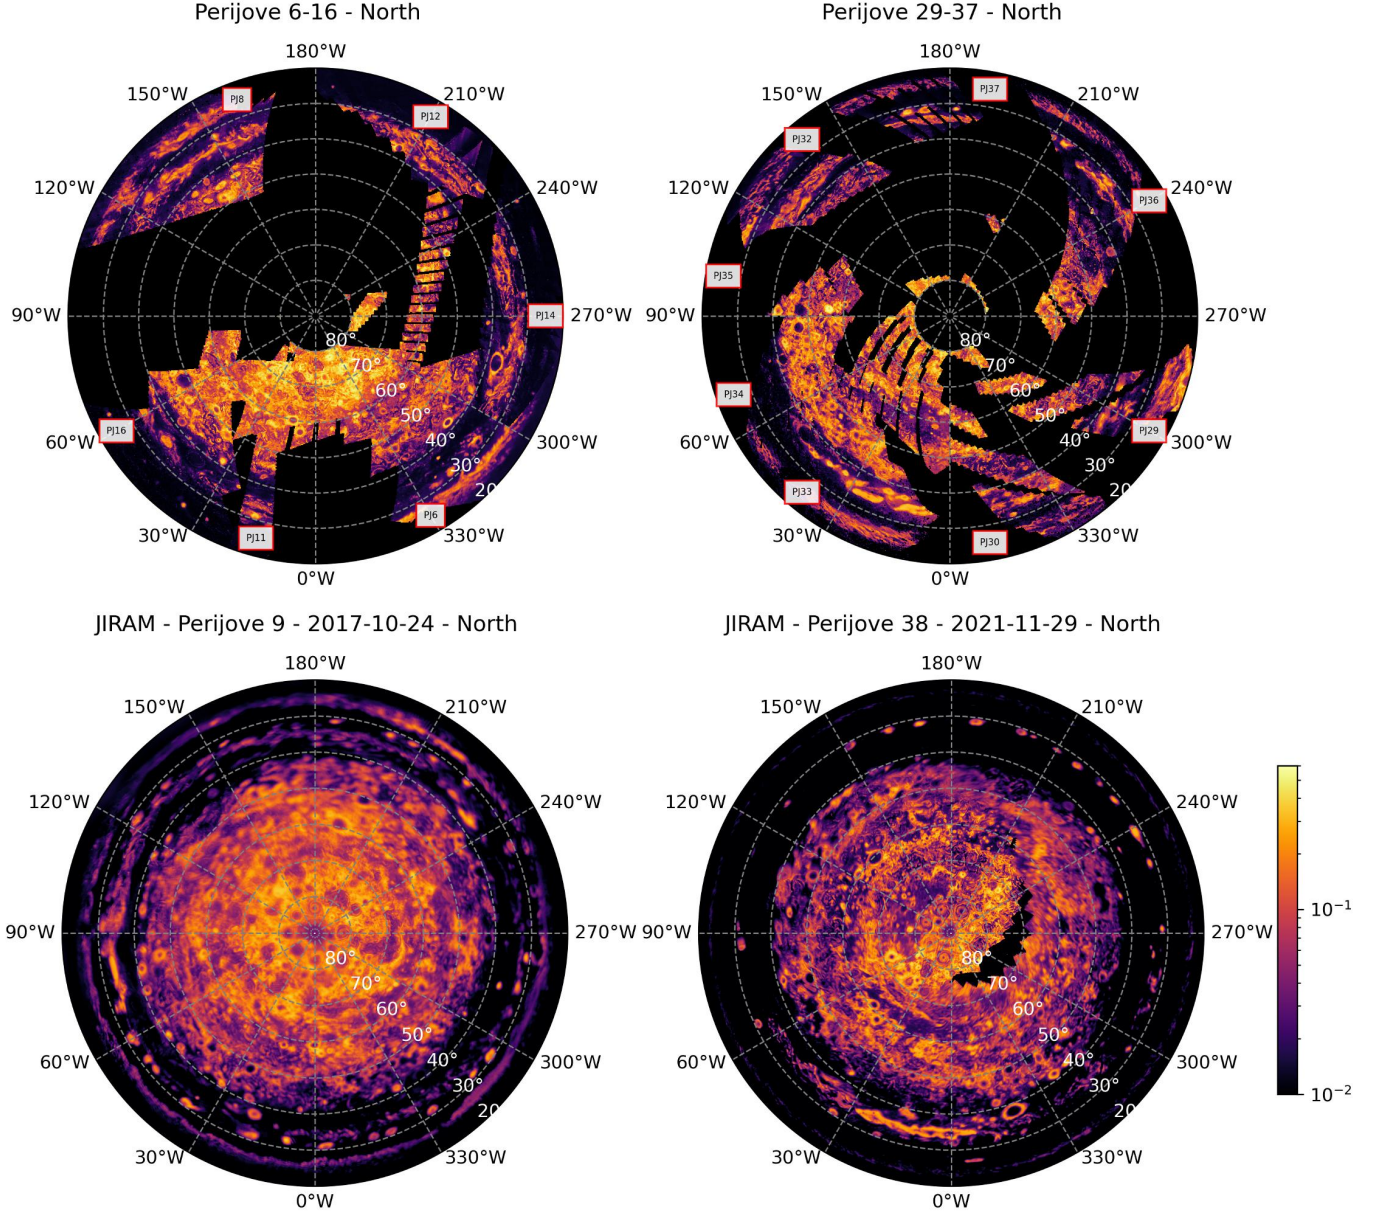 Perijove 6-16 - North
Perijove 29-37 - North
180°W
180°W
150°W
PJ8
210°W
150°W
PJ37
210°W
PJ12
PJ32
120°W
240°W
120°W
240°W
PJ36
PJ35
90°W
PJ14
270°W
90°W
270°W
80°
80°
70°
70°
60°
60°
PJ34
50°
50°
PJ16
60°W
40°
300°W
60°W
40°
PJ29
300°W
30°
30°
20
PJ33
20
PJ6
30°W
PJ11
330°W
30°W
PJ30
330°W
0°W
0°W
JIRAM - Perijove 9 - 2017-10-24 - North
JIRAM - Perijove 38 - 2021-11-29 - North
180°W
180°W
150°W
210°W
150°W
210°W
120°W
240°W
120°W
240°W
10⁻¹
90°W
270°W
90°W
270°W
80°
80°
70°
70°
60°
60°
50°
50°
60°W
40°
300°W
60°W
40°
300°W
30°
30°
10⁻²
20
20
30°W
330°W
30°W
330°W
0°W
0°W